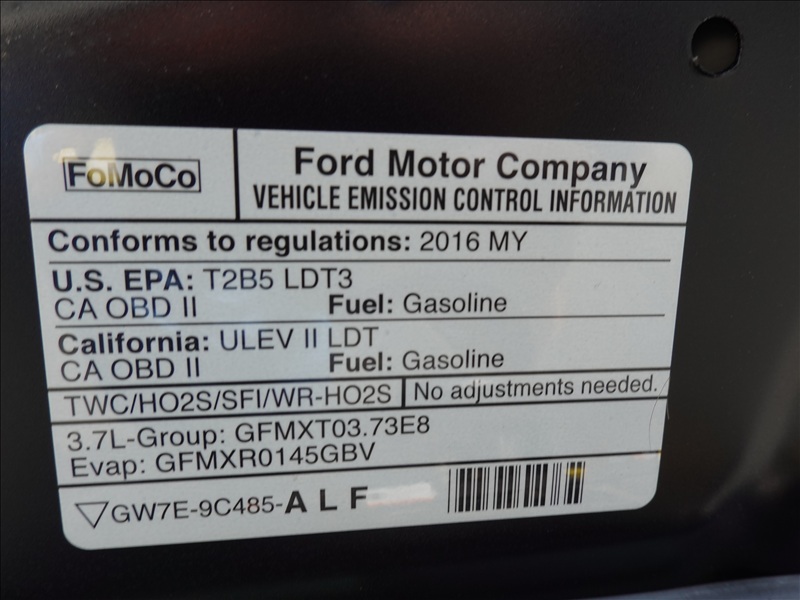 FoMoCo
Ford Motor Company
VEHICLE EMISSION CONTROL INFORMATION
Conforms to regulations: 2016 MY
U.S. EPA: T2B5 LDT3
CA OBD II Fuel: Gasoline
California: ULEV II LDT
CA OBD II Fuel: Gasoline
TWC/HO2S/SFI/WR-HO2S No adjustments needed.
3.7L-Group: GFMXT03.73E8
Evap: GFMXR0145GBV
GW7E-9C485-A L F